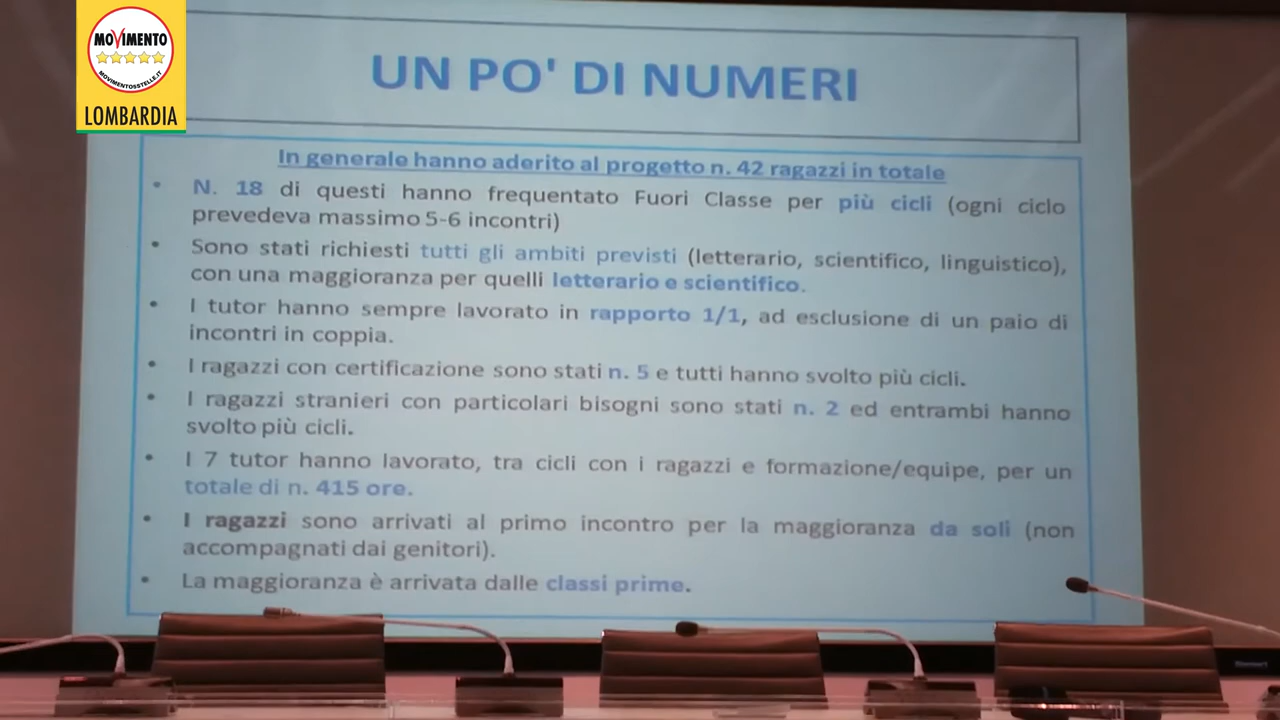 MOVIMENTO
MOVIMENTO5STELLE.IT
LOMBARDIA
UN PO' DI NUMERI
In generale hanno aderito al progetto n. 42 ragazzi in totale
• N. 18 di questi hanno frequentato Fuori Classe per più cicli (ogni ciclo
prevedeva massimo 5-6 incontri)
• Sono stati richiesti tutti gli ambiti previsti (letterario, scientifico, linguistico),
con una maggioranza per quelli letterario e scientifico.
• I tutor hanno sempre lavorato in rapporto 1/1, ad esclusione di un paio di
incontri in coppia.
• I ragazzi con certificazione sono stati n. 5 e tutti hanno svolto più cicli.
• I ragazzi stranieri con particolari bisogni sono stati n. 2 ed entrambi hanno
svolto più cicli.
• I 7 tutor hanno lavorato, tra cicli con i ragazzi e formazione/equipe, per un
totale di n. 415 ore.
• I ragazzi sono arrivati al primo incontro per la maggioranza da soli (non
accompagnati dai genitori).
• La maggioranza è arrivata dalle classi prime.